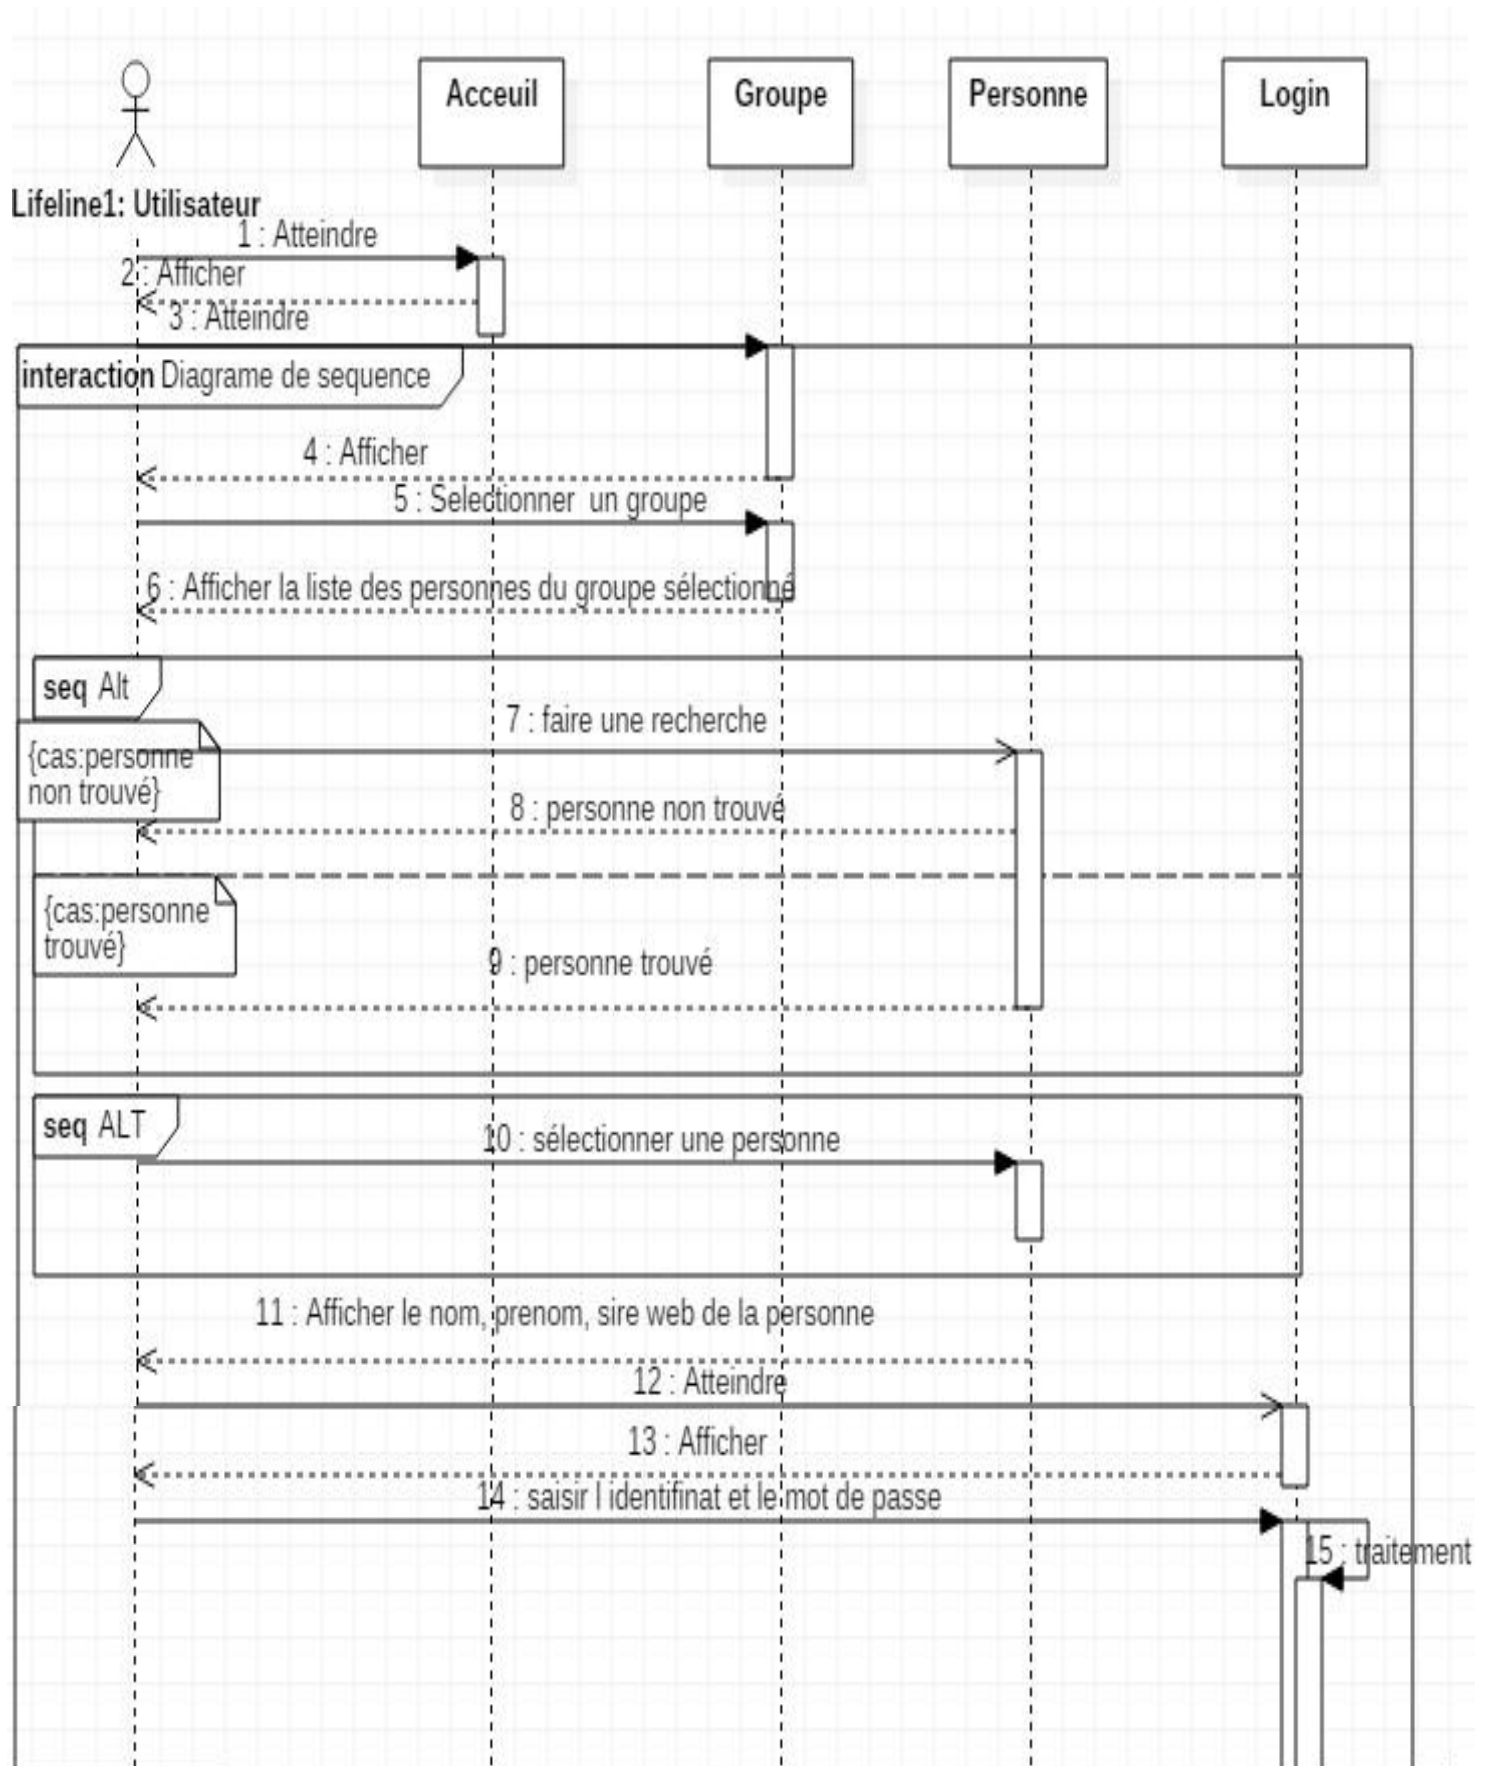 Acceuil
Groupe
Personne
Login
Lifeline1: Utilisateur
1 : Atteindre
2 : Afficher
3 : Atteindre
interaction Diagrame de sequence
4 : Afficher
5 : Selectionner un groupe
6 : Afficher la liste des personnes du groupe sélectionné
seq Alt
7 : faire une recherche
{cas:personne
non trouvé}
8 : personne non trouvé
{cas:personne
trouvé}
9 : personne trouvé
seq ALT
10 : sélectionner une personne
11 : Afficher le nom, prenom, sire web de la personne
12 : Atteindre
13 : Afficher
14 : saisir l identifinat et le mot de passe
15 : traitement